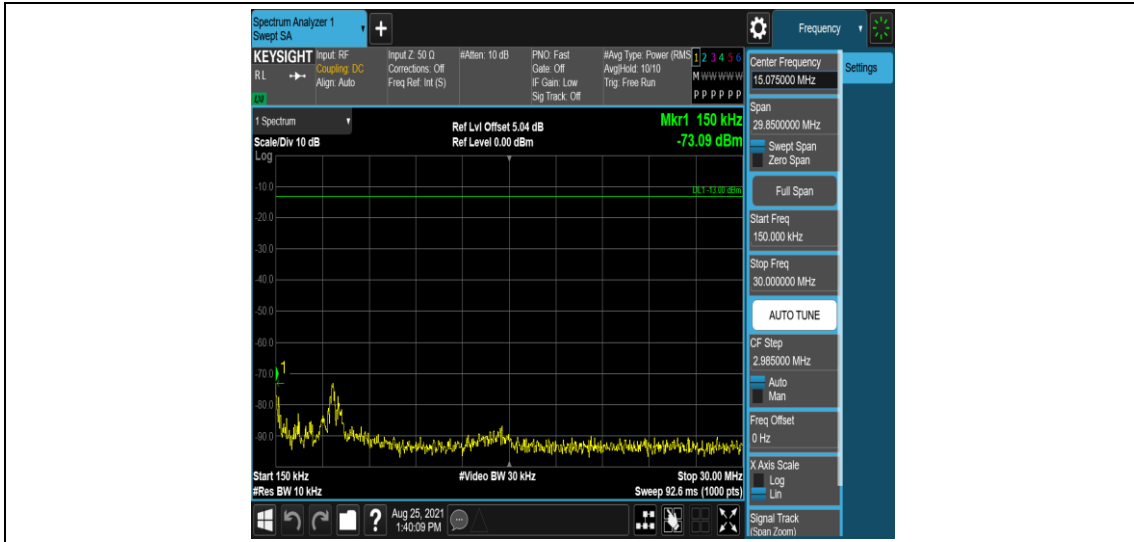 Spectrum Analyzer 1
Swept SA
+
Frequency
KEYSIGHT
RL
LXI
Input: RF
Coupling: DC
Align: Auto
Input Z: 50 Ω
Corrections: Off
Freq Ref: Int (S)
#Atten: 10 dB
PNO: Fast
Gate: Off
IF Gain: Low
Sig Track: Off
#Avg Type: Power (RMS
Avg|Hold: 10/10
Trig: Free Run
1 2 3 4 5 6
M W W W W W
P P P P P P
1 Spectrum
Scale/Div 10 dB
Log
Ref Lvl Offset 5.04 dB
Ref Level 0.00 dBm
Mkr1 150 kHz
-73.09 dBm
DL1 -13.00 dBm
-10.0
-20.0
-30.0
-40.0
-50.0
-60.0
-70.0
-80.0
-90.0
1
Start 150 kHz
#Res BW 10 kHz
#Video BW 30 kHz
Stop 30.00 MHz
Sweep 92.6 ms (1000 pts)
Center Frequency
15.075000 MHz
Settings
Span
29.8500000 MHz
Swept Span
Zero Span
Full Span
Start Freq
150.000 kHz
Stop Freq
30.000000 MHz
AUTO TUNE
CF Step
2.985000 MHz
Auto
Man
Freq Offset
0 Hz
X Axis Scale
Log
Lin
Signal Track
(Span Zoom)
?
Aug 25, 2021
1:40:09 PM